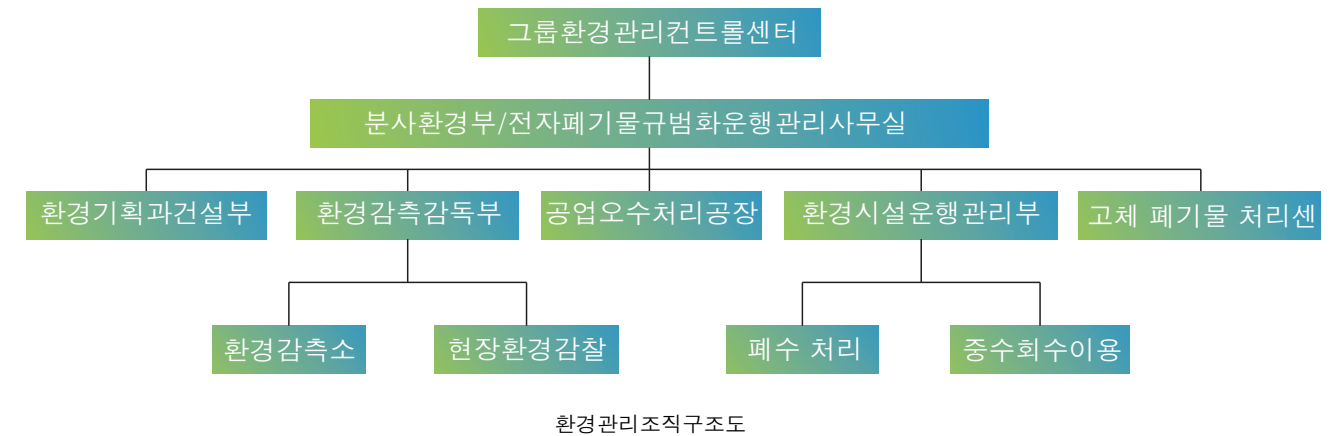 그룹환경관리컨트롤센터
분사환경부/전자폐기물규범화운행관리사무실
환경기획과건설부
환경감측감독부
공업오수처리공장
환경시설운행관리부
고체 폐기물 처리센
환경감측소
현장환경감찰
폐수 처리
중수회수이용
환경관리조직구조도